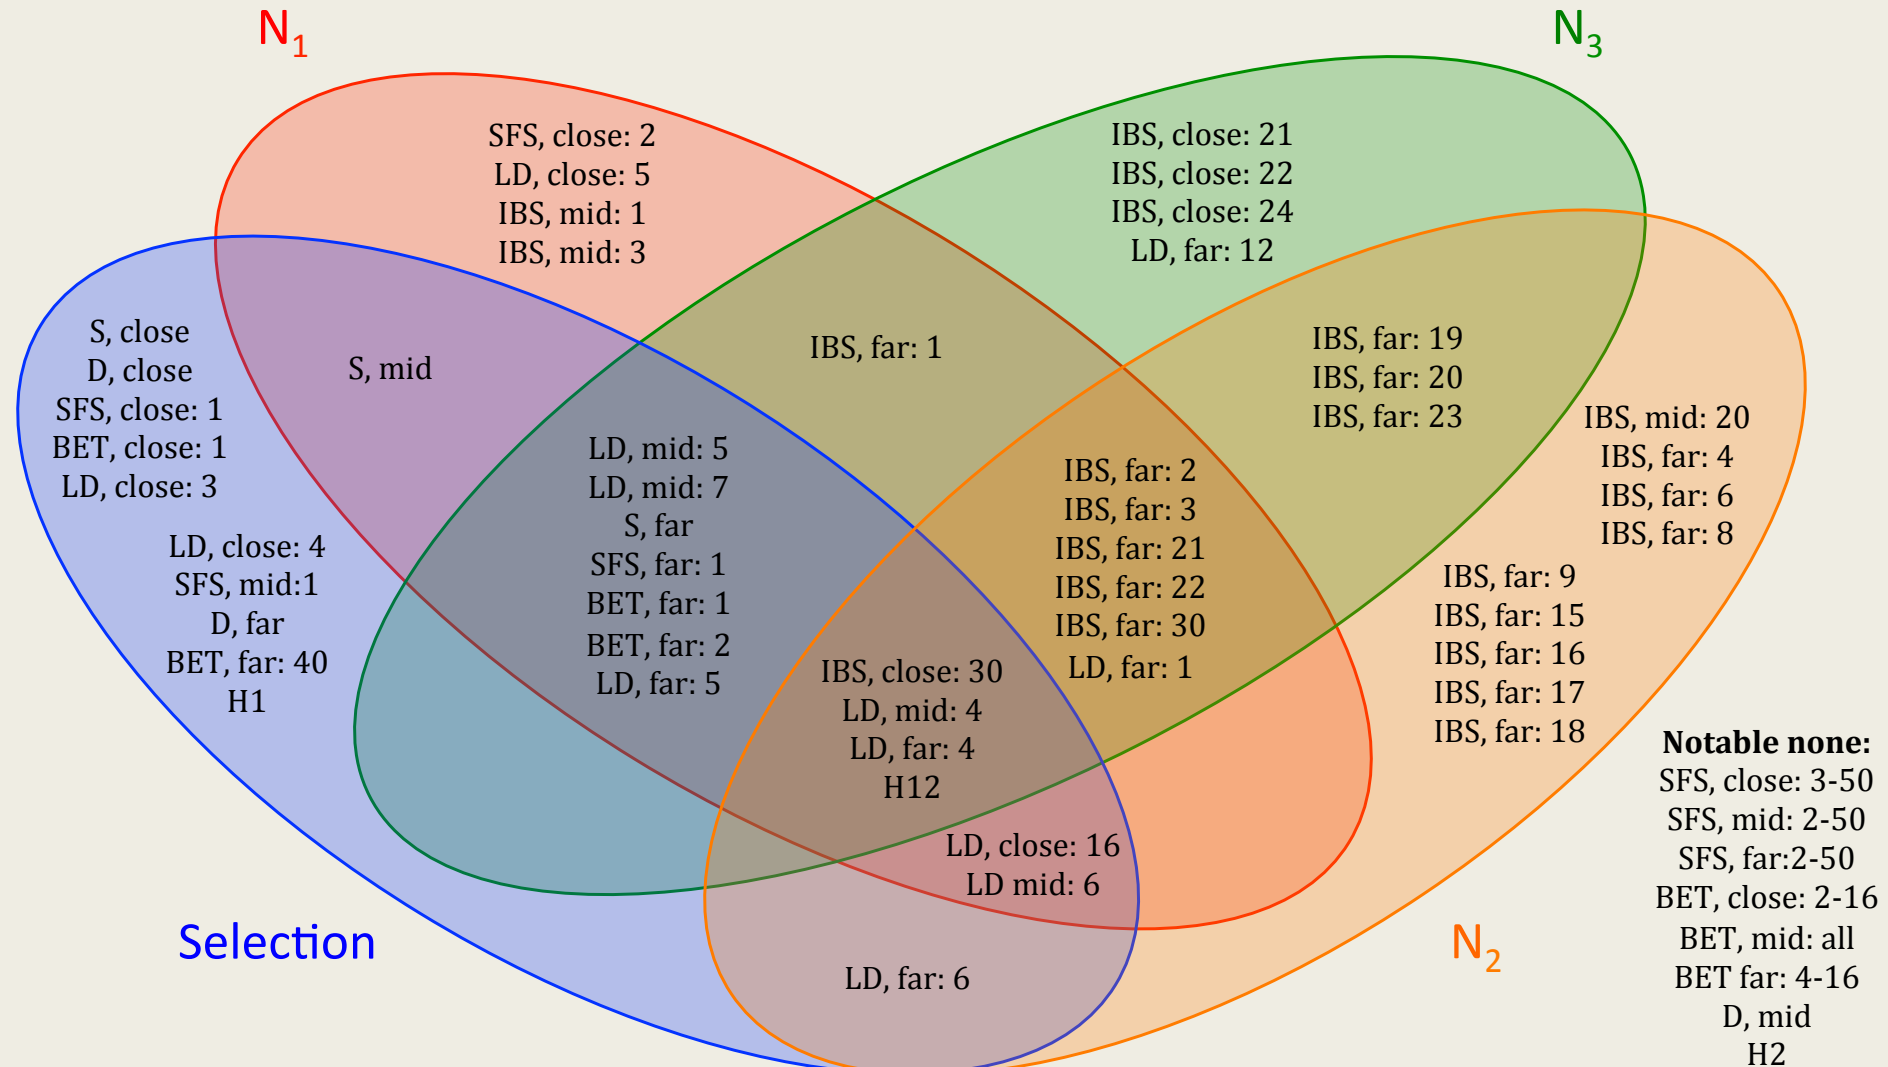 N1
N3
SFS, close: 2
LD, close: 5
IBS, mid: 1
IBS, mid: 3
IBS, close: 21
IBS, close: 22
IBS, close: 24
LD, far: 12
S, close
D, close
SFS, close: 1
BET, close: 1
LD, close: 3
LD, close: 4
SFS, mid:1
D, far
BET, far: 40
H1
S, mid
IBS, far: 1
IBS, far: 19
IBS, far: 20
IBS, far: 23
IBS, mid: 20
IBS, far: 4
IBS, far: 6
IBS, far: 8
IBS, far: 9
IBS, far: 15
IBS, far: 16
IBS, far: 17
IBS, far: 18
LD, mid: 5
LD, mid: 7
S, far
SFS, far: 1
BET, far: 1
BET, far: 2
LD, far: 5
IBS, far: 2
IBS, far: 3
IBS, far: 21
IBS, far: 22
IBS, far: 30
LD, far: 1
IBS, close: 30
LD, mid: 4
LD, far: 4
H12
LD, close: 16
LD mid: 6
LD, far: 6
Selection
N2
Notable none:
SFS, close: 3-50
SFS, mid: 2-50
SFS, far:2-50
BET, close: 2-16
BET, mid: all
BET far: 4-16
D, mid
H2